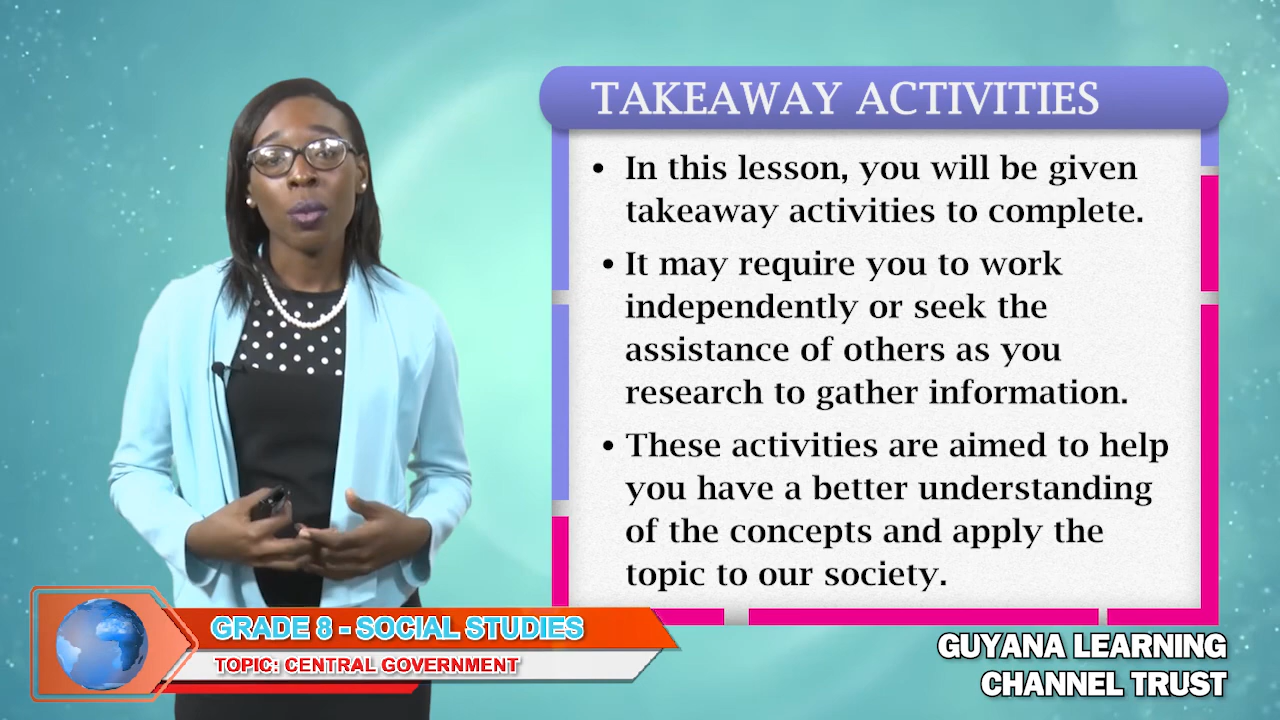 TAKEAWAY ACTIVITIES
• In this lesson, you will be given
takeaway activities to complete.
• It may require you to work
independently or seek the
assistance of others as you
research to gather information.
• These activities are aimed to help
you have a better understanding
of the concepts and apply the
topic to our society.
GRADE 8 - SOCIAL STUDIES
TOPIC: CENTRAL GOVERNMENT
GUYANA LEARNING
CHANNEL TRUST